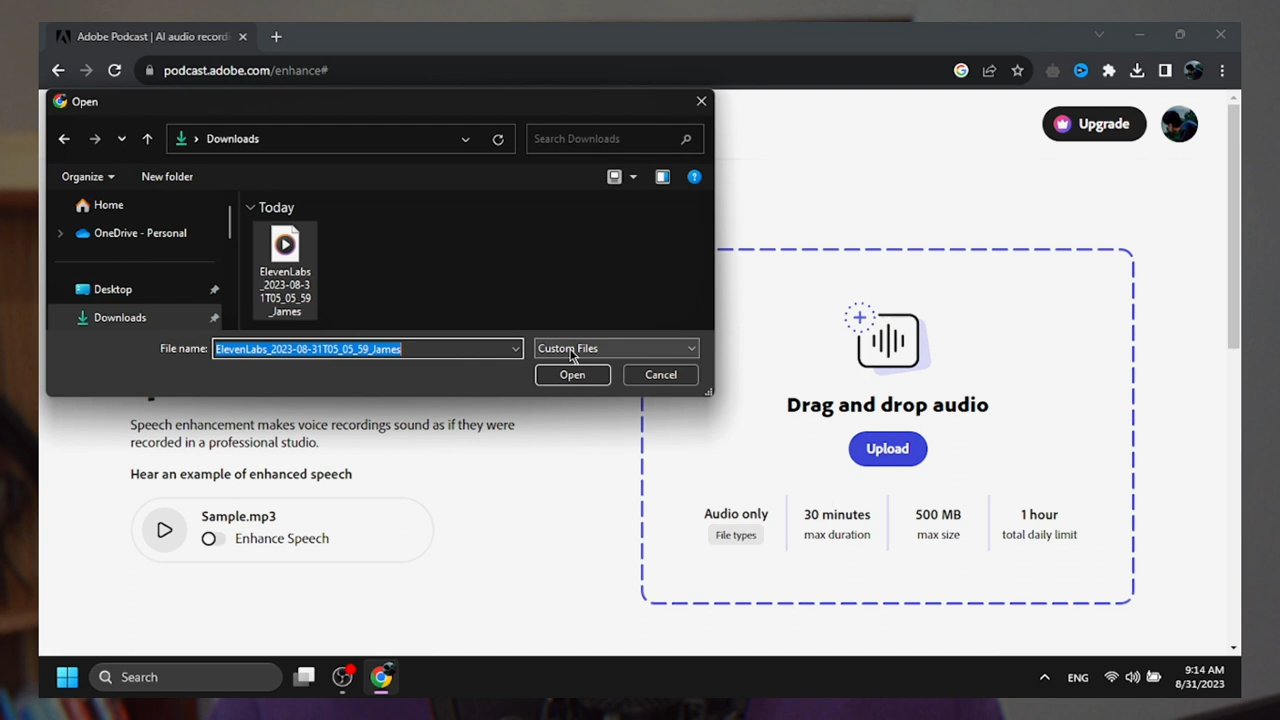 Adobe Podcast | AI audio recordi
podcast.adobe.com/enhance#
Open
Downloads
Search Downloads
Organize
New folder
Home
OneDrive - Personal
Desktop
Downloads
Today
ElevenLabs
_2023-08-3
1T05_05_59
_James
File name:
ElevenLabs_2023-08-31T05_05_59_James
Custom Files
Open
Cancel
Upgrade
Speech enhancement makes voice recordings sound as if they were
recorded in a professional studio.
Hear an example of enhanced speech
Sample.mp3
Enhance Speech
Drag and drop audio
Upload
Audio only
File types
30 minutes
max duration
500 MB
max size
1 hour
total daily limit
Search
ENG
9:14 AM
8/31/2023